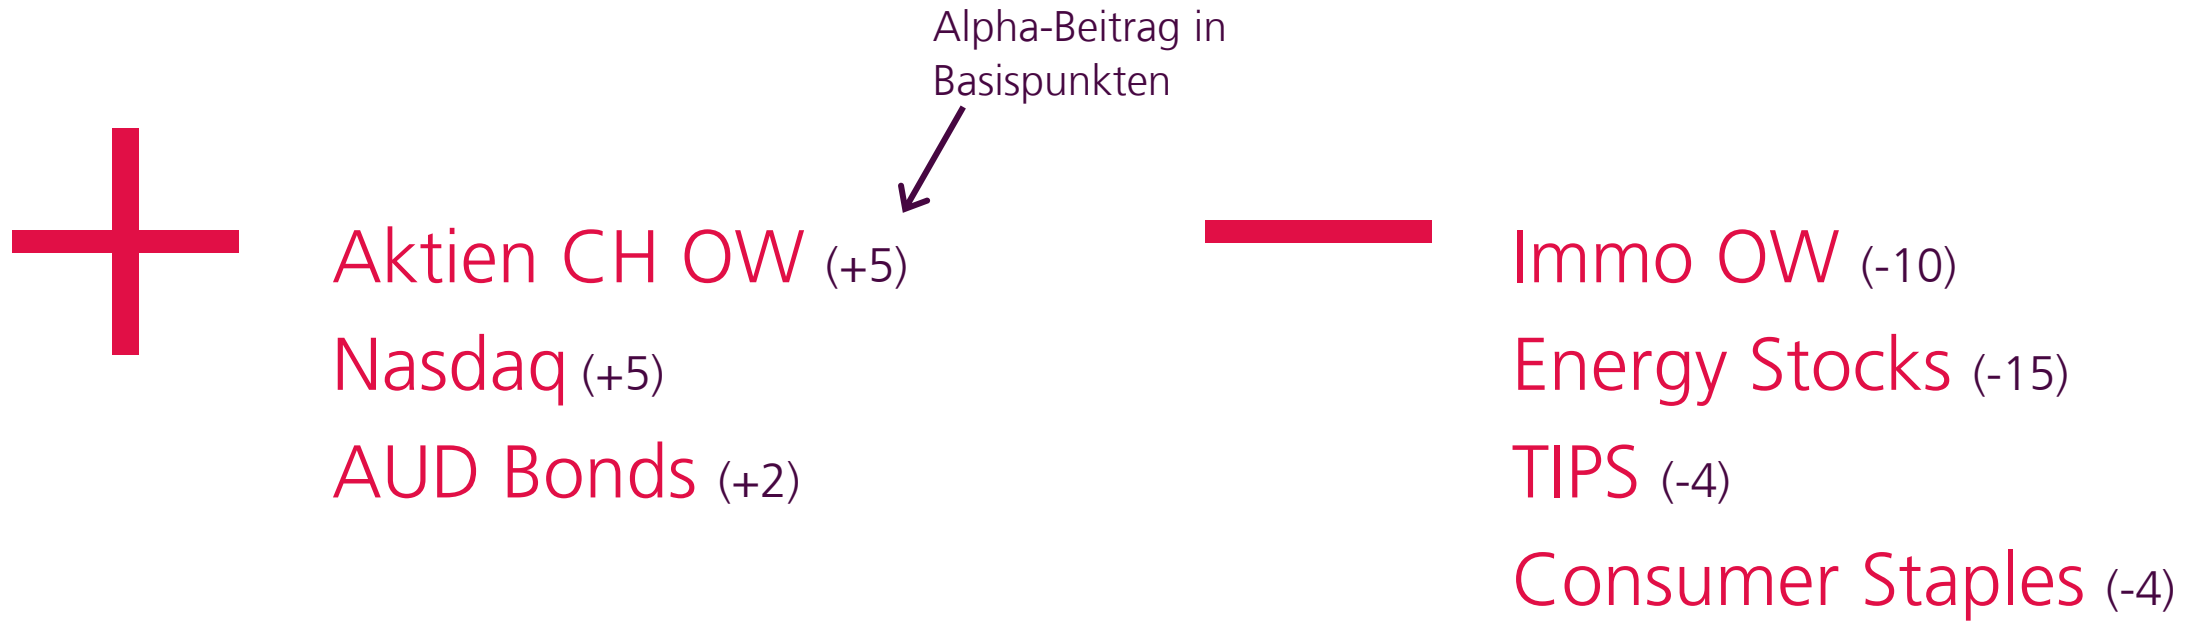 Alpha-Beitrag in
Basispunkten
Aktien CH OW (+5)
Nasdaq (+5)
AUD Bonds (+2)
Immo OW (-10)
Energy Stocks (-15)
TIPS (-4)
Consumer Staples (-4)